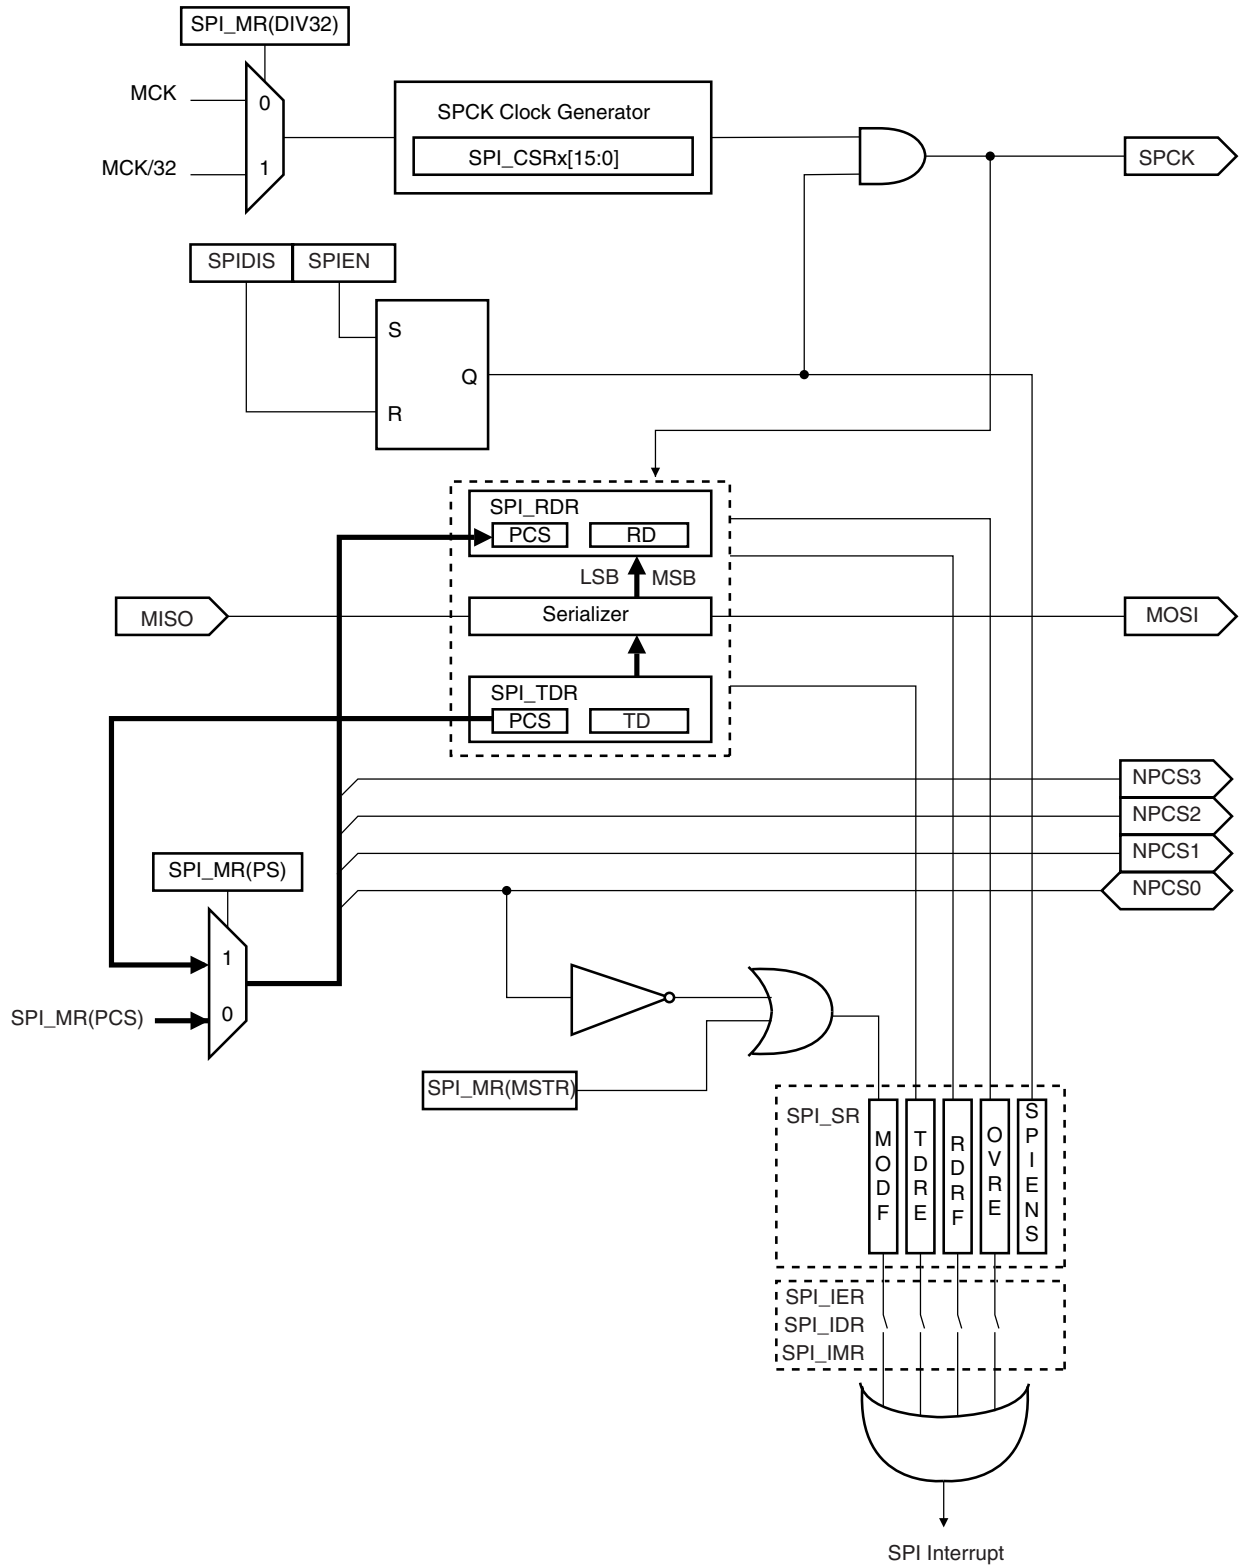 SPI_MR(DIV32)
MCK
0
SPCK Clock Generator
SPI_CSRx[15:0]
SPCK
MCK/32
1
SPIDIS
SPIEN
S
Q
R
SPI_RDR
PCS
RD
LSB
MSB
MISO
Serializer
MOSI
SPI_TDR
PCS
TD
NPCS3
NPCS2
NPCS1
NPCS0
SPI_MR(PS)
1
0
SPI_MR(PCS)
SPI_MR(MSTR)
SPI_SR
MODF
TDRE
RDRF
OVRE
SPIENS
SPI_IER
SPI_IDR
SPI_IMR
SPI Interrupt